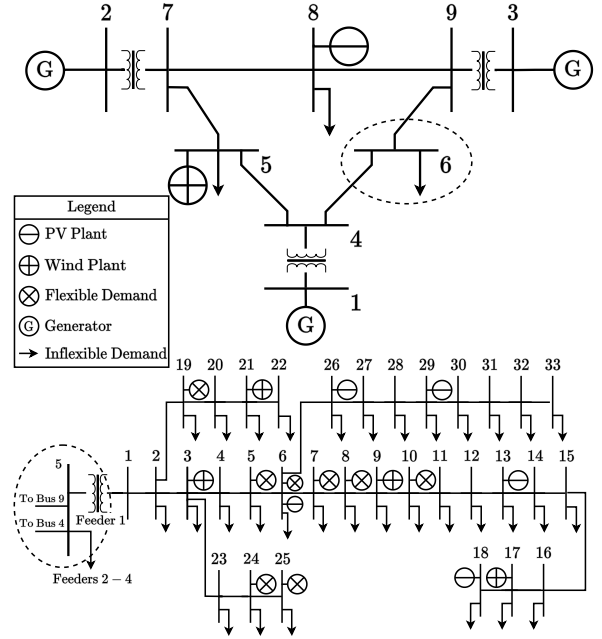 2 7 8 9 3
G G
5 6
4
1
G
Legend
PV Plant
Wind Plant
Flexible Demand
G Generator
Inflexible Demand
19 20 21 22 26 27 28 29 30 31 32 33
5 1 2 3 4 5 6 7 8 9 10 11 12 13 14 15
To Bus 9
Feeder 1
To Bus 4
Feeders 2 – 4
23 24 25 18 17 16